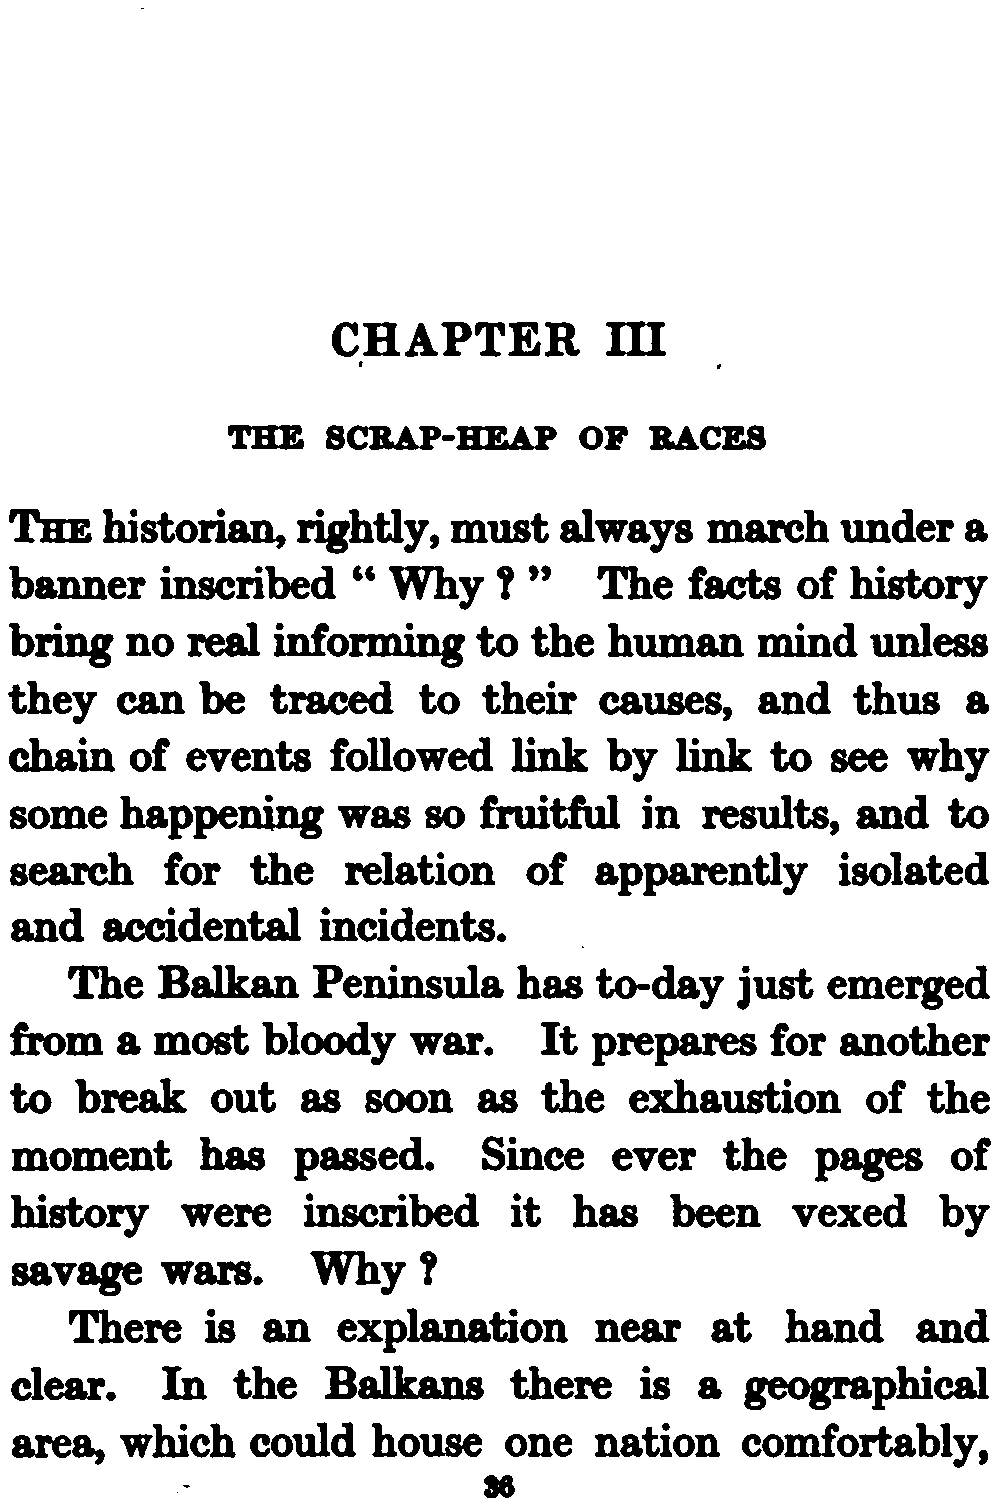 CHAPTER III
THE SCRAP-HEAP OF RACES
THE historian, rightly, must always march under a
banner inscribed “ Why ? ” The facts of history
bring no real informing to the human mind unless
they can be traced to their causes, and thus a
chain of events followed link by link to see why
some happening was so fruitful in results, and to
search for the relation of apparently isolated
and accidental incidents.
The Balkan Peninsula has to-day just emerged
from a most bloody war. It prepares for another
to break out as soon as the exhaustion of the
moment has passed. Since ever the pages of
history were inscribed it has been vexed by
savage wars. Why ?
There is an explanation near at hand and
clear. In the Balkans there is a geographical
area, which could house one nation comfortably,
36